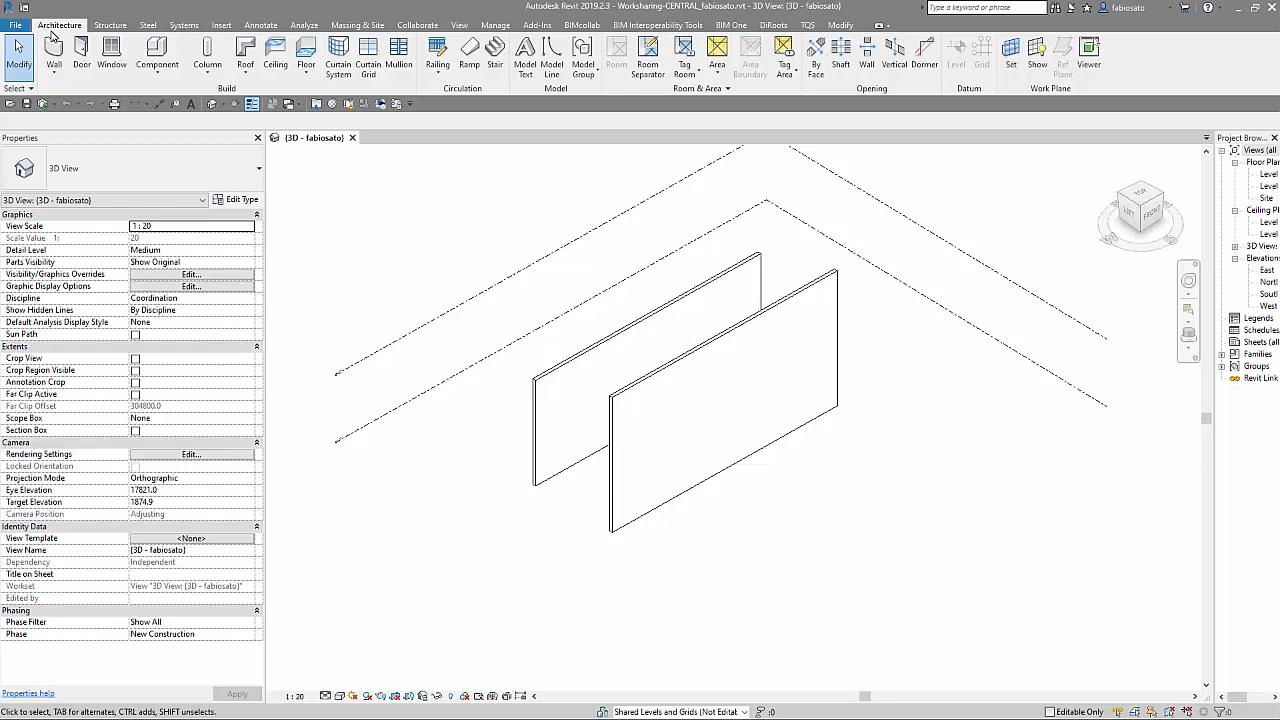 Autodesk Revit 2019.2.3 - Worksharing-CENTRAL_fabiosato.rvt - 3D View: {3D - fabiosato}
Type a keyword or phrase
fabiosato
File Architecture Structure Steel Systems Insert Annotate Analyze Massing & Site Collaborate View Manage Add-Ins BIMcollab BIM Interoperability Tools BIM One DiRoots TQS Modify
Modify Wall Door Window Component Column Roof Ceiling Floor Curtain System Curtain Grid Mullion Railing Ramp Stair Model Text Model Line Model Group Room Room Separator Tag Room Area Area Boundary Tag Area By Face Shaft Wall Vertical Dormer Level Grid Set Show Ref Plane Viewer
Select Build Circulation Model Room & Area Opening Datum Work Plane
Properties
3D View
3D View: {3D - fabiosato} Edit Type
Graphics
View Scale 1 : 20
Scale Value 1: 20
Detail Level Medium
Parts Visibility Show Original
Visibility/Graphics Overrides Edit...
Graphic Display Options Edit...
Discipline Coordination
Show Hidden Lines By Discipline
Default Analysis Display Style None
Sun Path
Extents
Crop View
Crop Region Visible
Annotation Crop
Far Clip Active
Far Clip Offset 304800.0
Scope Box None
Section Box
Camera
Rendering Settings Edit...
Locked Orientation
Projection Mode Orthographic
Eye Elevation 17821.0
Target Elevation 1874.9
Camera Position Adjusting
Identity Data
View Template <None>
View Name {3D - fabiosato}
Dependency Independent
Title on Sheet
Workset View "3D View: {3D - fabiosato}"
Edited by
Phasing
Phase Filter Show All
Phase New Construction
Properties help Apply
{3D - fabiosato}
TOP
LEFT FRONT
Project Brow...
Views (all
Floor Plan
Level
Level
Site
Ceiling P
Level
Level
3D Views
Elevations
East
North
South
West
Legends
Schedules
Sheets (all
Families
Groups
Revit Link
1 : 20
Click to select, TAB for alternates, CTRL adds, SHIFT unselects.
Shared Levels and Grids (Not Editab
:0
Editable Only
:0